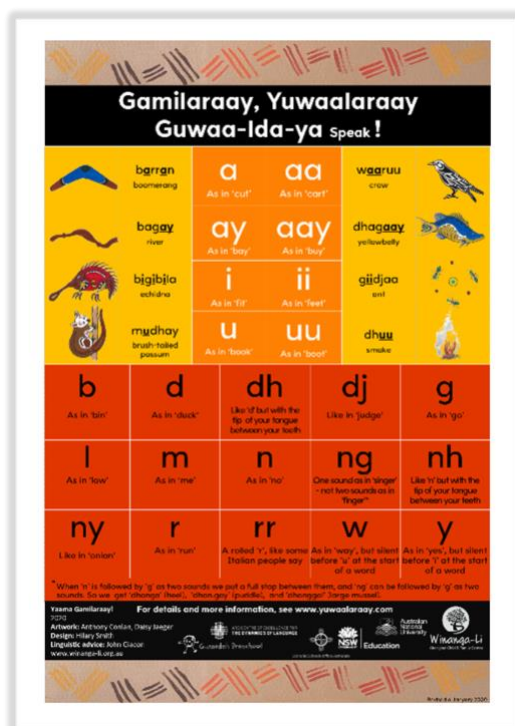 Gamilaraay, Yuwaalaraay
Guwaa-lda-ya Speak !
barran
boomerang
a
As in 'cut'
aa
As in 'cart'
waaruu
crow
bagay
river
ay
As in 'bay'
aay
As in 'buy'
dhagaay
yellowbelly
bigibila
echidna
i
As in 'fit'
ii
As in 'feet'
giidjaa
ant
mudhay
brush-tailed
possum
u
As in 'book'
uu
As in 'boot'
dhuu
smoke
b
As in 'bin'
d
As in 'duck'
dh
Like 'd' but with the
tip of your tongue
between your teeth
dj
Like in 'judge'
g
As in 'go'
l
As in 'low'
m
As in 'me'
n
As in 'no'
ng
One sound as in 'singer'
- not two sounds as in
'finger'*
nh
Like 'n' but with the
tip of your tongue
between your teeth
ny
Like in 'onion'
r
As in 'run'
rr
A rolled 'r', like some
Italian people say
w
As in 'way', but silent
before 'u' at the start
of a word
y
As in 'yes', but silent
before 'i' at the start
of a word
*When 'n' is followed by 'g' as two sounds we put a full stop between them, and 'ng' can be followed by 'g' as two
sounds. So we get 'dhanga' (heel), 'dhan.gay' (puddle), and 'dhanggal' (large mussel).
Yaama Gamilaraay!
2020
Artwork: Anthony Conlan, Daisy Jaeger
Design: Hilary Smith
Linguistic advice: John Giacon
www.winanga-li.org.au
For details and more information, see www.yuwaalaraay.com
THE DYNAMICS OF LANGUAGE
Preschool
NSW
Education
Australian
National
University
Winanga-Li